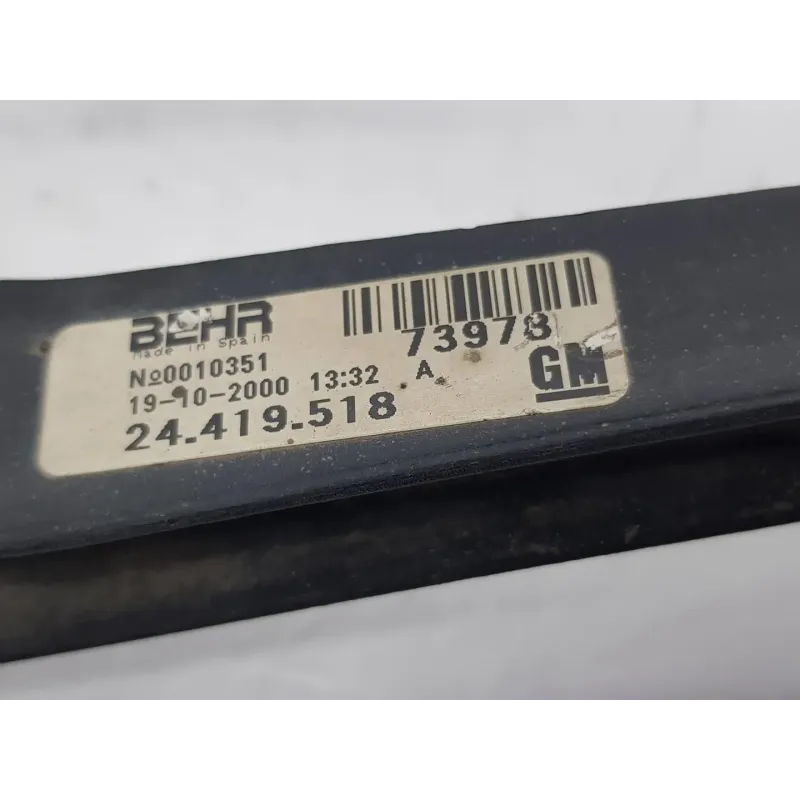 BEHR
Made in Spain
73978
№0010351
19-10-2000 13:32 A
GM
24.419.518